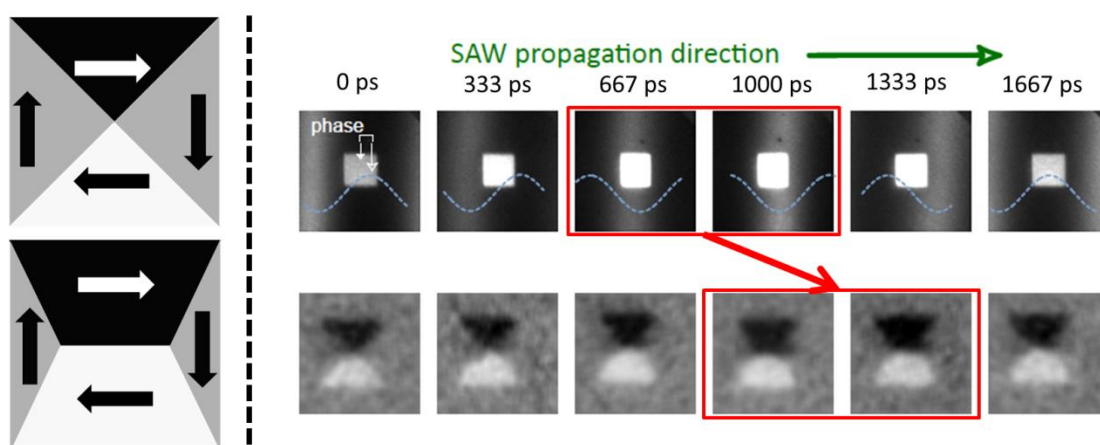 SAW propagation direction
0 ps 333 ps 667 ps 1000 ps 1333 ps 1667 ps
phase